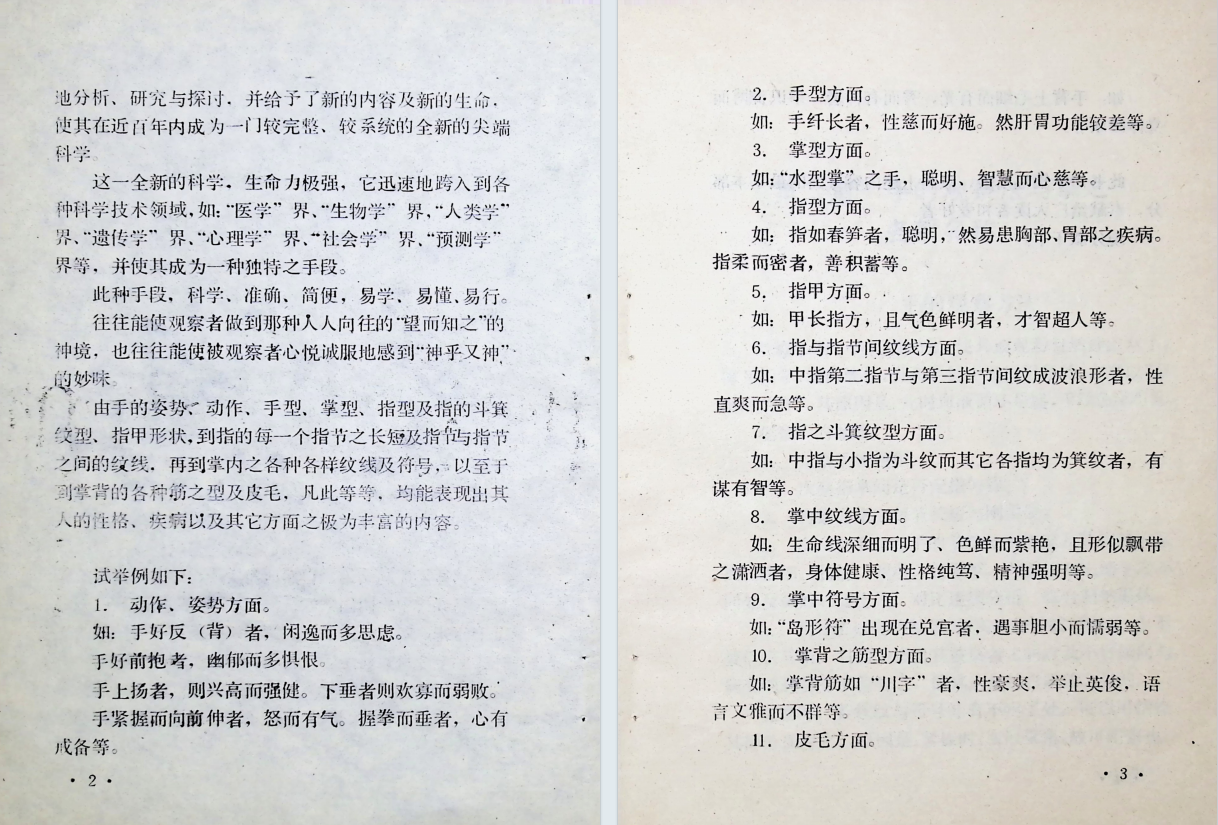 地分析、研究与探讨，并给予了新的内容及新的生命，
使其在近百年内成为一门较完整、较系统的全新的尖端
科学。
这一全新的科学，生命力极强，它迅速地跨入到各
种科学技术领域，如：“医学”界、“生物学”界，“人类学”
界、“遗传学”界、“心理学”界、“社会学”界、“预测学”
界等，并使其成为一种独特之手段。
此种手段，科学、准确、简便，易学、易懂、易行。
往往能使观察者做到那种人人向往的“望而知之”的
神境，也往往能使被观察者心悦诚服地感到“神乎又神”
的妙味。
由手的姿势、动作、手型、掌型、指型及指的斗箕
纹型、指甲形状，到指的每一个指节之长短及指节与指节
之间的纹线，再到掌内之各种各样纹线及符号，以至于
到掌背的各种筋之型及皮毛，凡此等等，均能表现出其
人的性格、疾病以及其它方面之极为丰富的内容。
试举例如下：
1． 动作、姿势方面。
如：手好反（背）者，闲逸而多思虑。
手好前抱者，幽郁而多惧恨。
手上扬者，则兴高而强健。下垂者则欢寡而弱败。
手紧握而向前伸者，怒而有气。握拳而垂者，心有
戒备等。
·2·
2． 手型方面。
如：手纤长者，性慈而好施。然肝胃功能较差等。
3． 掌型方面。
如：“水型掌”之手，聪明、智慧而心慈等。
4． 指型方面。
如：指如春笋者，聪明，然易患胸部、胃部之疾病。
指柔而密者，善积蓄等。
5． 指甲方面。
如：甲长指方，且气色鲜明者，才智超人等。
6． 指与指节间纹线方面。
如：中指第二指节与第三指节间纹成波浪形者，性
直爽而急等。
7． 指之斗箕纹型方面。
如：中指与小指为斗纹而其它各指均为箕纹者，有
谋有智等。
8． 掌中纹线方面。
如：生命线深细而明了、色鲜而紫艳，且形似飘带
之潇洒者，身体健康、性格纯笃、精神强明等。
9． 掌中符号方面。
如：“岛形符”出现在兑宫者，遇事胆小而懦弱等。
10． 掌背之筋型方面。
如：掌背筋如“川字”者，性豪爽，举止英俊，语
言文雅而不群等。
11． 皮毛方面。
·3·